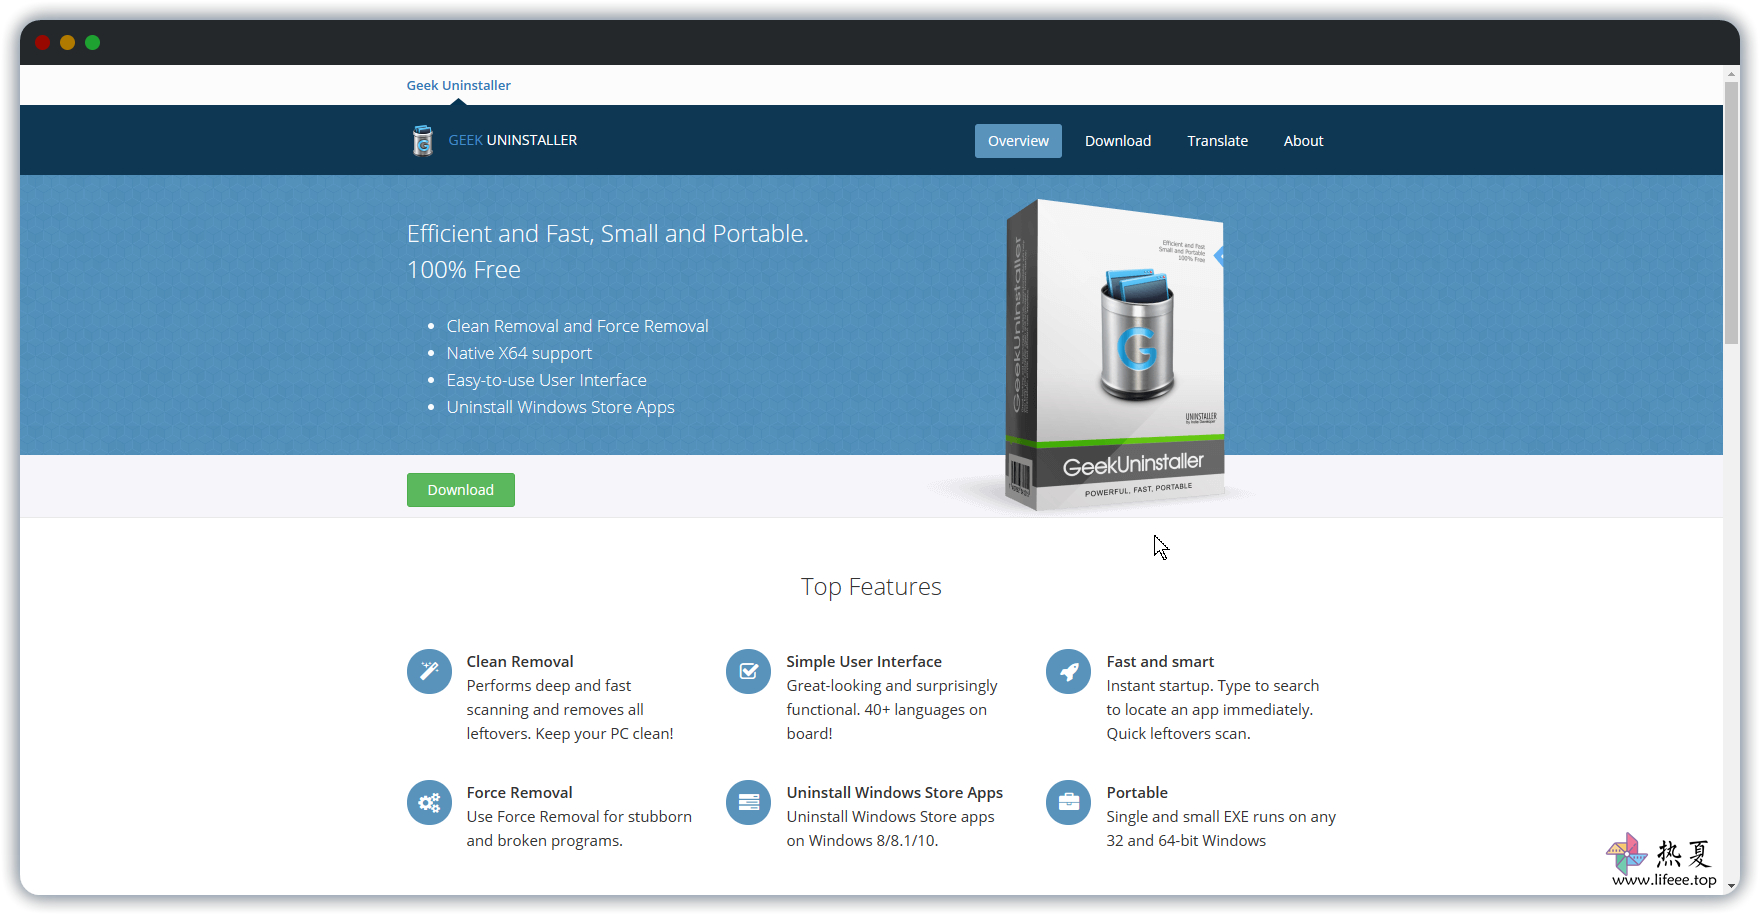 Geek Uninstaller
GEEK UNINSTALLER
Overview
Download
Translate
About
Efficient and Fast, Small and Portable.
100% Free
Clean Removal and Force Removal
Native X64 support
Easy-to-use User Interface
Uninstall Windows Store Apps
Download
GeekUninstaller
Efficient and Fast
Small and Portable
100% Free
G
UNINSTALLER
GeekUninstaller
POWERFUL, FAST, PORTABLE
Top Features
Clean Removal
Performs deep and fast
scanning and removes all
leftovers. Keep your PC clean!
Simple User Interface
Great-looking and surprisingly
functional. 40+ languages on
board!
Fast and smart
Instant startup. Type to search
to locate an app immediately.
Quick leftovers scan.
Force Removal
Use Force Removal for stubborn
and broken programs.
Uninstall Windows Store Apps
Uninstall Windows Store apps
on Windows 8/8.1/10.
Portable
Single and small EXE runs on any
32 and 64-bit Windows
热夏
www.lifeee.top